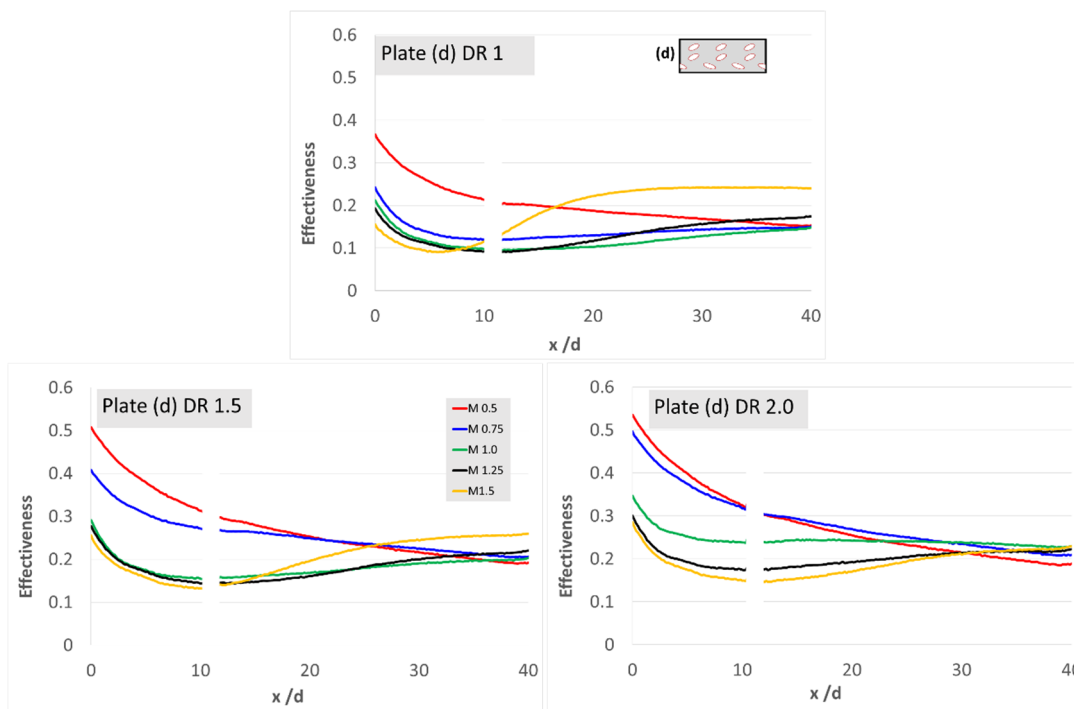 Plate (d) DR 1
(d)
Effectiveness
0.6
0.5
0.4
0.3
0.2
0.1
0
0 10 20 30 40
x /d
Plate (d) DR 1.5
Effectiveness
0.6
0.5
0.4
0.3
0.2
0.1
0
M 0.5
M 0.75
M 1.0
M 1.25
M1.5
0 10 20 30 40
x /d
Plate (d) DR 2.0
Effectiveness
0.6
0.5
0.4
0.3
0.2
0.1
0
0 10 20 30 40
x /d